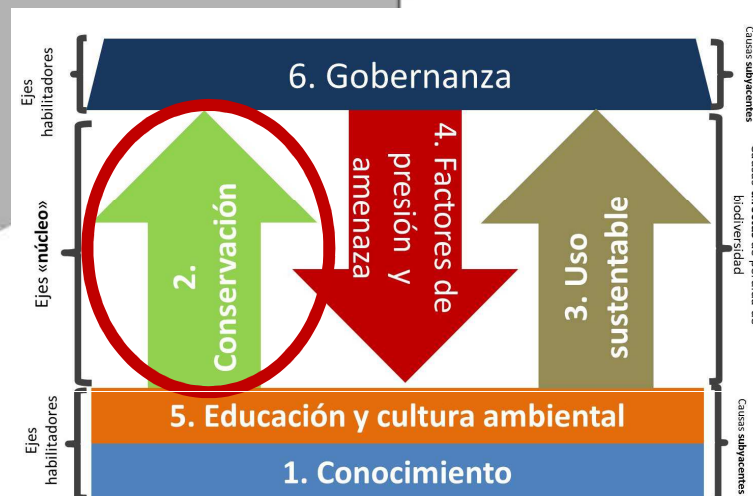 6. Gobernanza
Ejes
habilitadores
Causas subyacentes
2.
Conservación
4. Factores de
presión y
amenaza
3. Uso
sustentable
Ejes «núcleo»
biodiversidad
5. Educación y cultura ambiental
1. Conocimiento
Ejes
habilitadores
Causas subyacentes